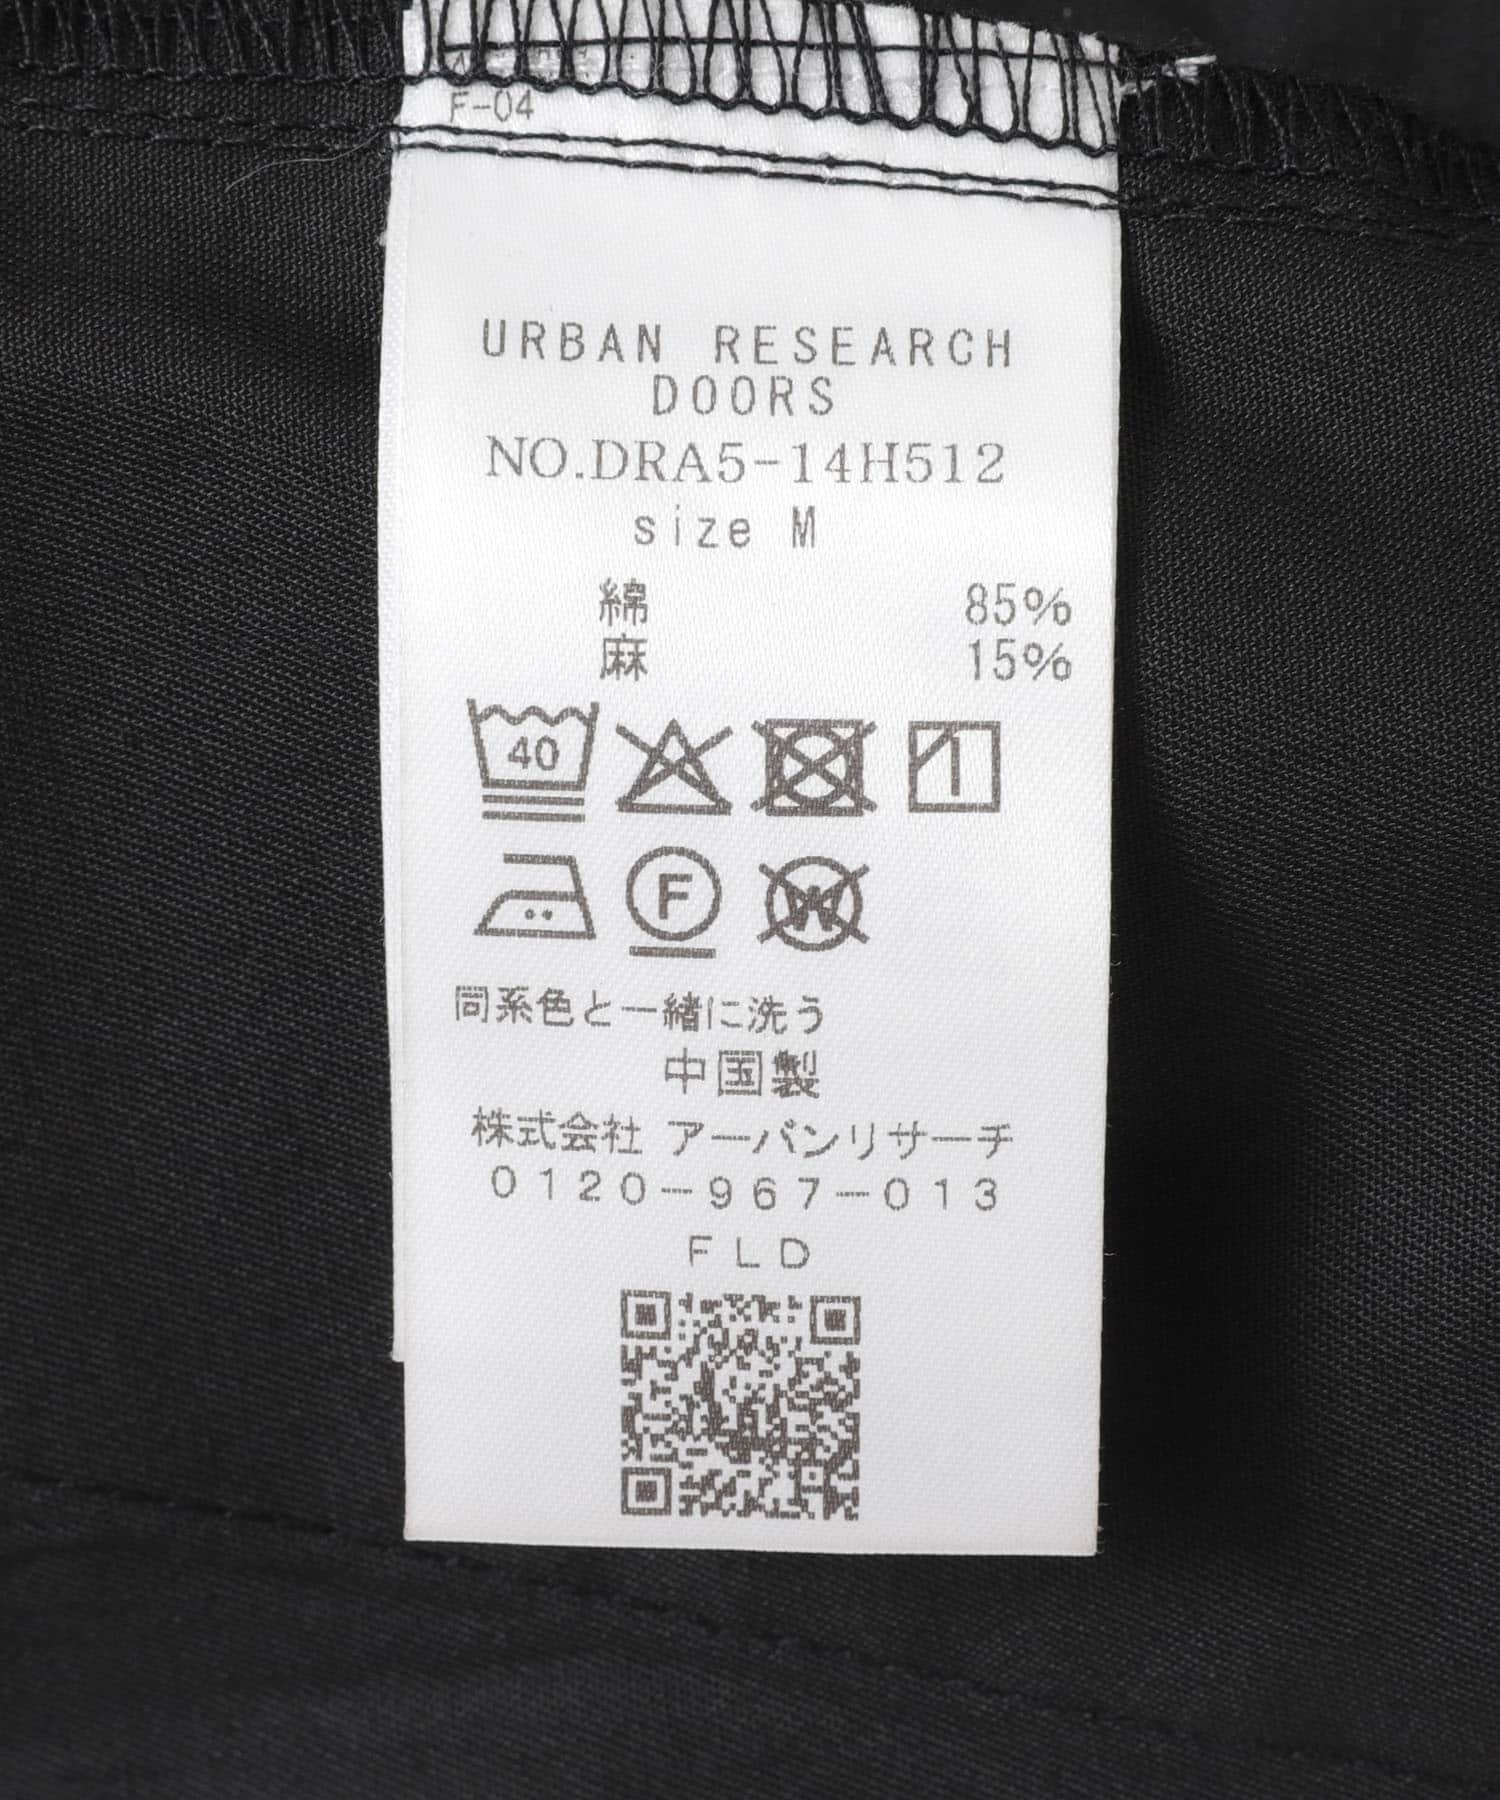 F-04
URBAN RESEARCH
DOORS
NO.DRA5-14H512
size M
綿 85%
麻 15%
40
F
W
同系色と一緒に洗う
中国製
株式会社 アーバンリサーチ
0120-967-013
FLD